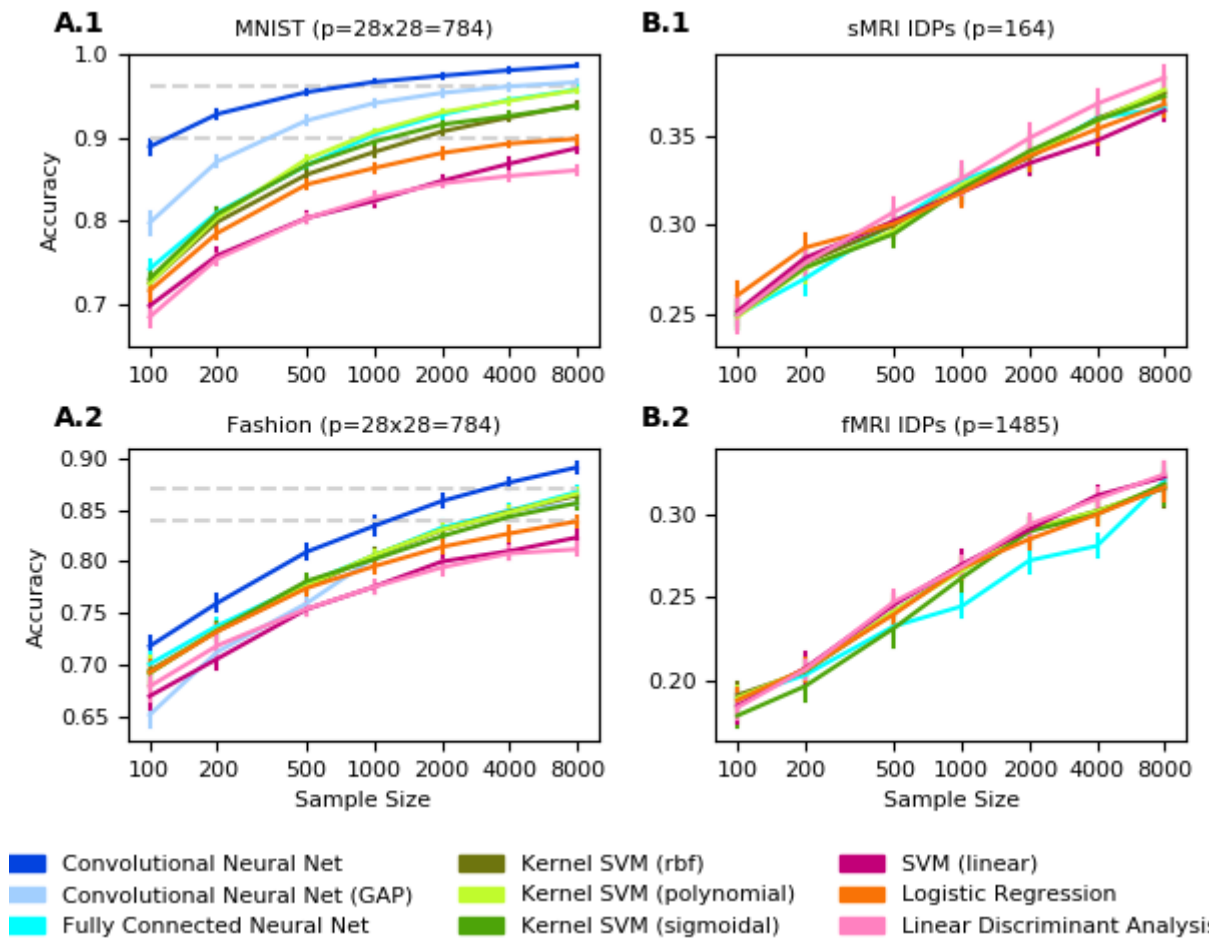 A.1 MNIST (p=28x28=784)
Accuracy
1.0
0.9
0.8
0.7
100 200 500 1000 2000 4000 8000
B.1 sMRI IDPs (p=164)
0.35
0.30
0.25
100 200 500 1000 2000 4000 8000
A.2 Fashion (p=28x28=784)
Accuracy
0.90
0.85
0.80
0.75
0.70
0.65
100 200 500 1000 2000 4000 8000
Sample Size
B.2 fMRI IDPs (p=1485)
0.30
0.25
0.20
100 200 500 1000 2000 4000 8000
Sample Size
Convolutional Neural Net
Convolutional Neural Net (GAP)
Fully Connected Neural Net
Kernel SVM (rbf)
Kernel SVM (polynomial)
Kernel SVM (sigmoidal)
SVM (linear)
Logistic Regression
Linear Discriminant Analysis